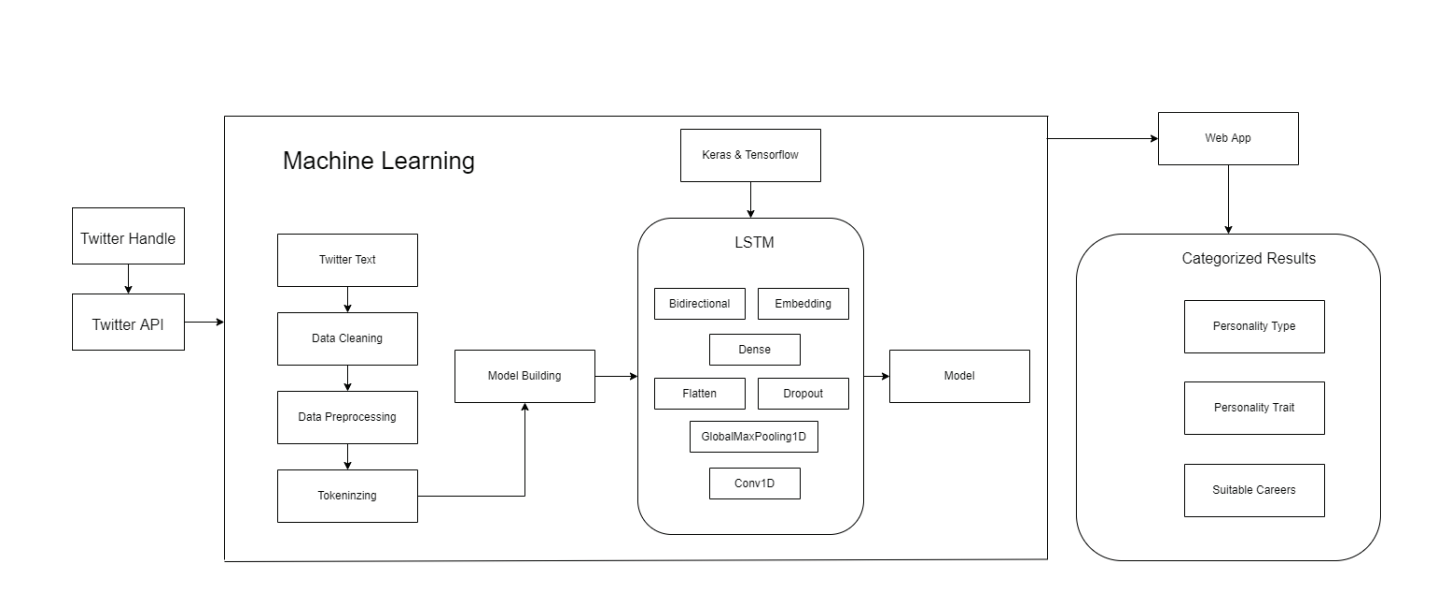 Machine Learning
Twitter Handle
Twitter API
Twitter Text
Data Cleaning
Data Preprocessing
Tokeninzing
Model Building
Keras & Tensorflow
LSTM
Bidirectional
Embedding
Dense
Flatten
Dropout
GlobalMaxPooling1D
Conv1D
Model
Web App
Categorized Results
Personality Type
Personality Trait
Suitable Careers